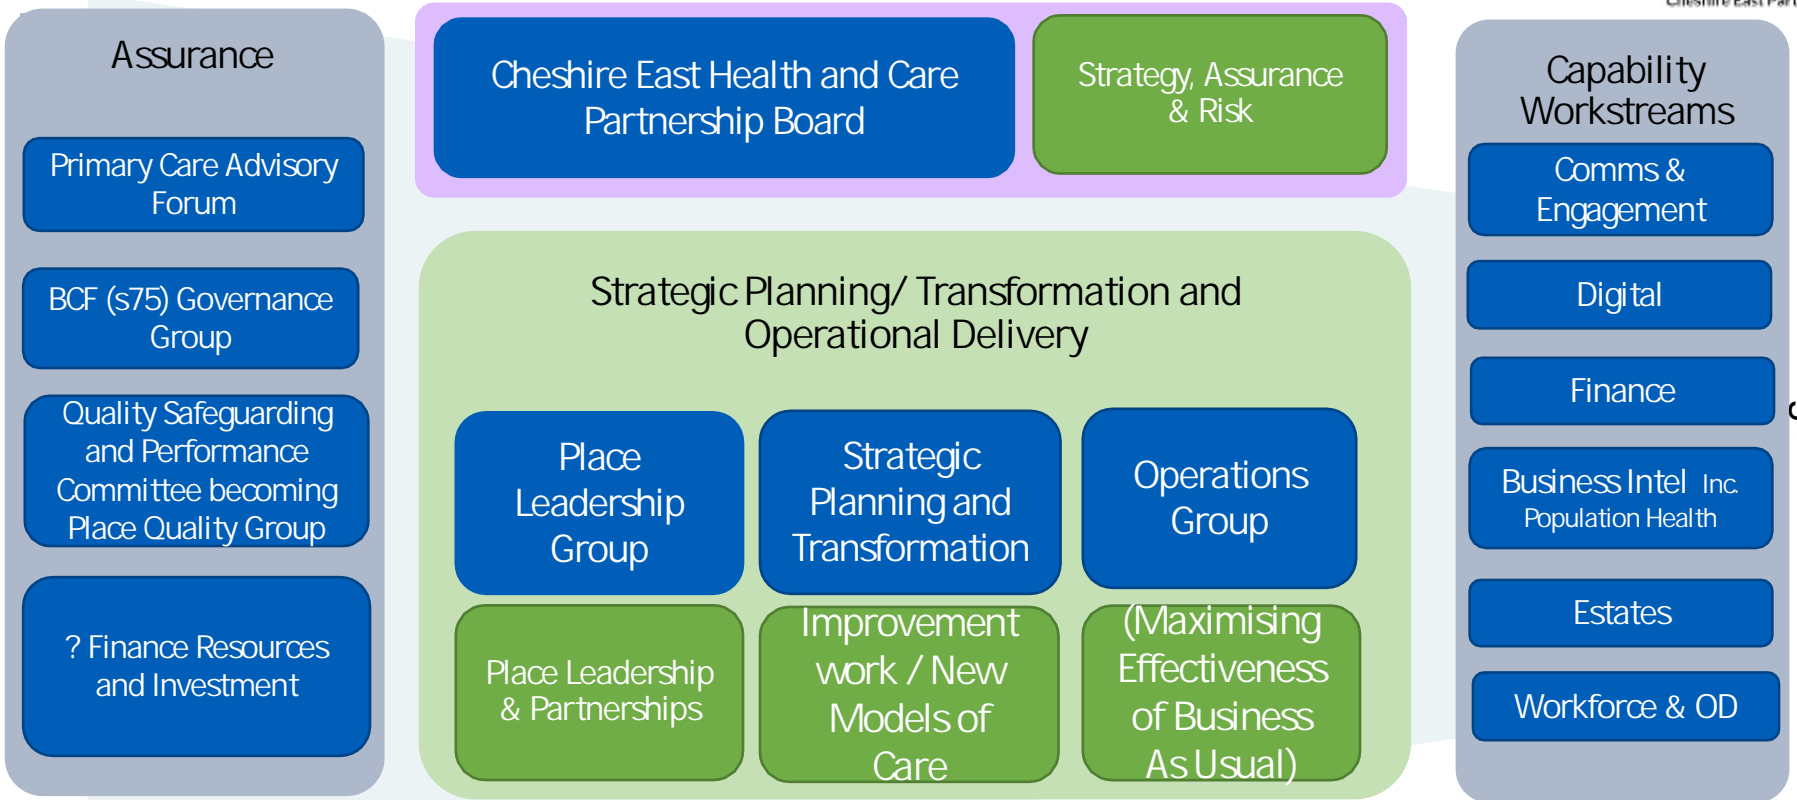 Cheshire East Part
Assurance
Primary Care Advisory
Forum
BCF (s75) Governance
Group
Quality Safeguarding
and Performance
Committee becoming
Place Quality Group
? Finance Resources
and Investment
Cheshire East Health and Care
Partnership Board
Strategy, Assurance
& Risk
Strategic Planning/ Transformation and
Operational Delivery
Place
Leadership
Group
Strategic
Planning and
Transformation
Operations
Group
Place Leadership
& Partnerships
Improvement
work / New
Models of
Care
(Maximising
Effectiveness
of Business
As Usual)
Capability
Workstreams
Comms &
Engagement
Digital
Finance
Business Intel Inc.
Population Health
Estates
Workforce & OD